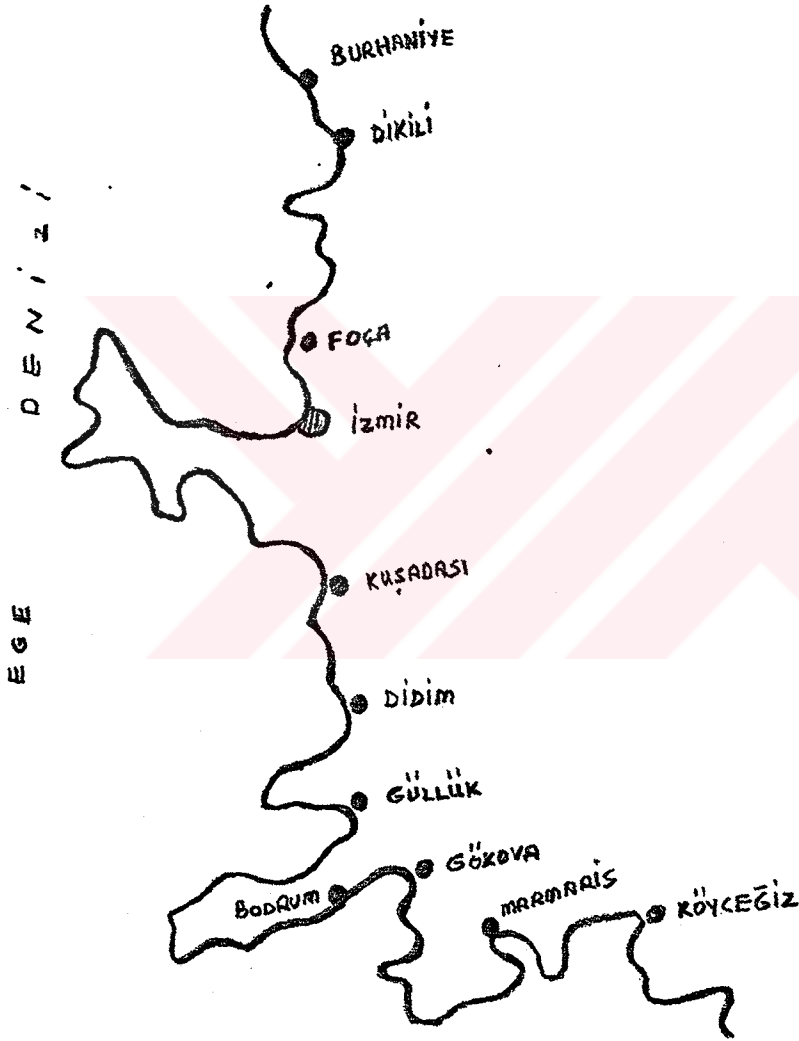 BURHANİYE
DİKİLİ
EGE DENİZİ
FOÇA
İZMİR
KUŞADASI
DİDİM
GÜLLÜK
GÖKOVA
BODRUM
MARMARİS
KÖYCEĞİZ